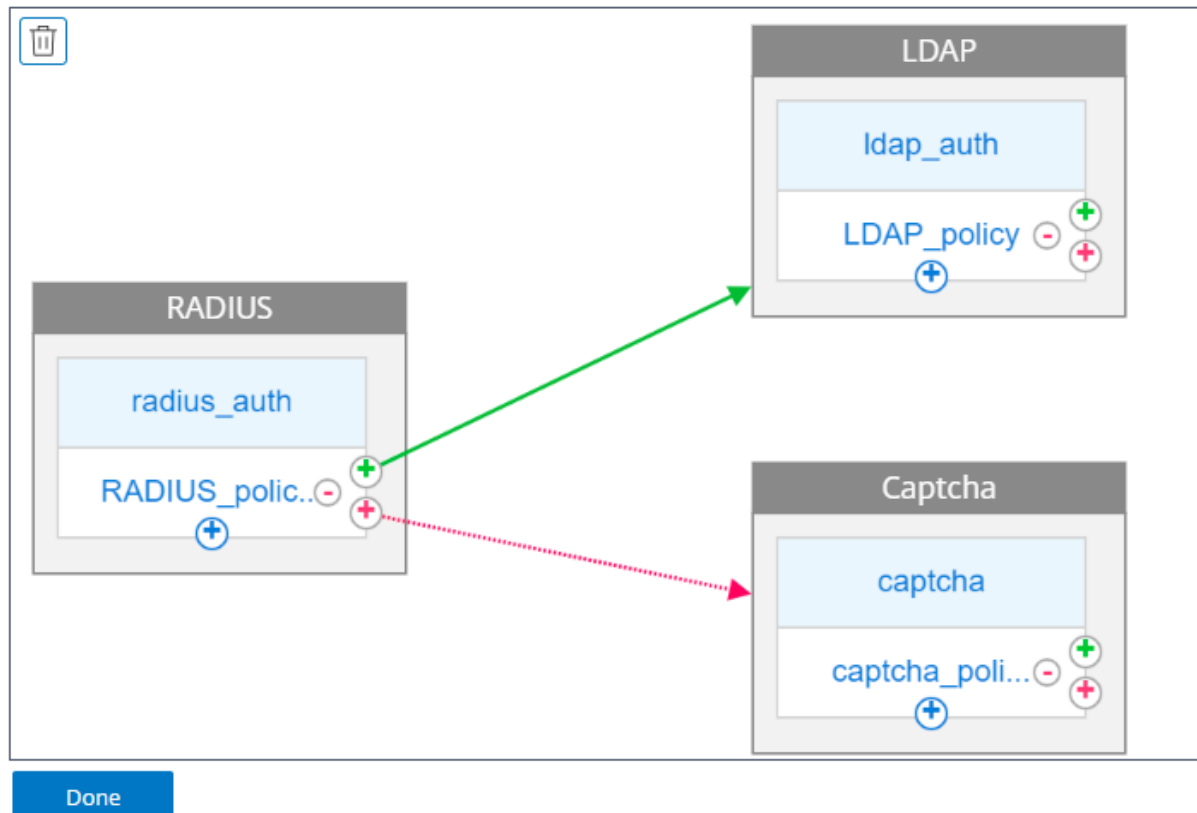 LDAP
ldap_auth
LDAP_policy
RADIUS
radius_auth
RADIUS_polic..
Captcha
captcha
captcha_poli...
Done